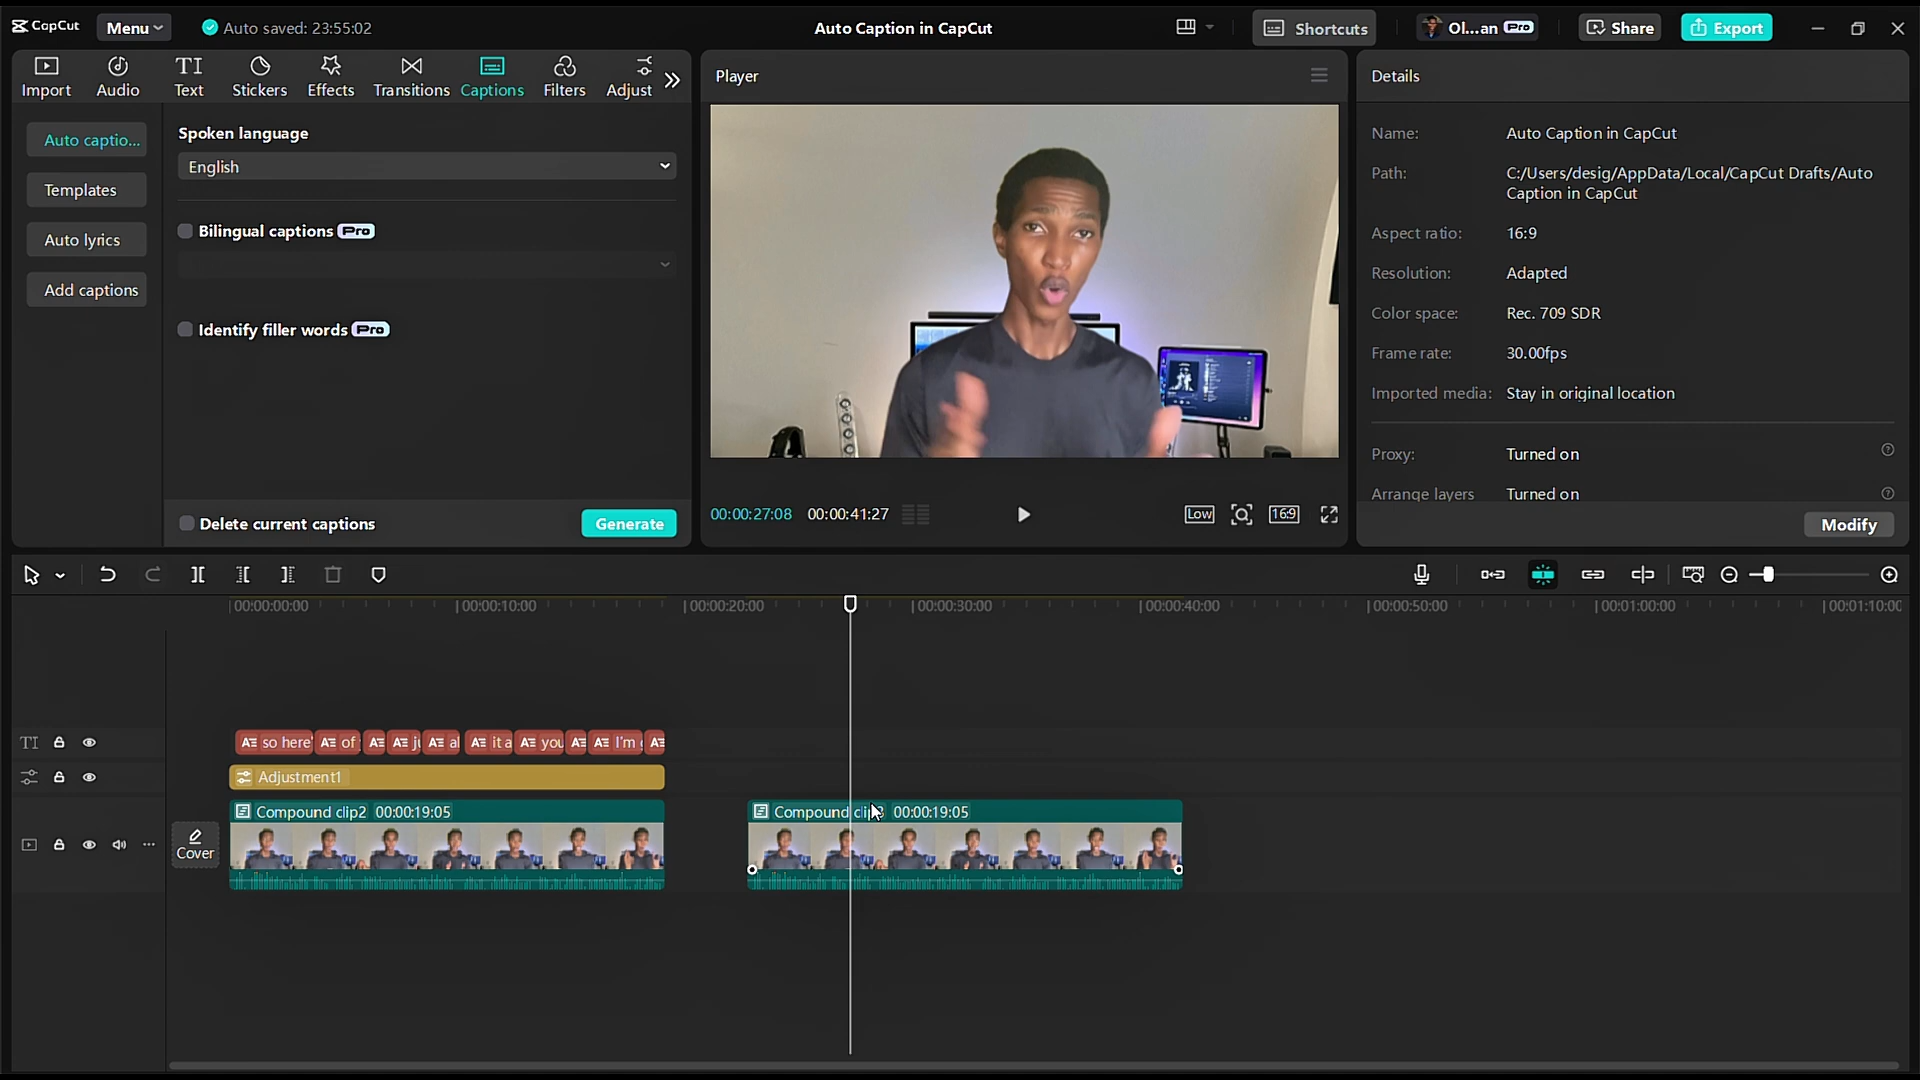 CapCut
Menu
Auto saved: 23:55:02
Auto Caption in CapCut
Shortcuts
Ol...an Pro
Share
Export
Import
Audio
Text
Stickers
Effects
Transitions
Captions
Filters
Adjust
Auto captio...
Templates
Auto lyrics
Add captions
Spoken language
English
Bilingual captions Pro
Identify filler words Pro
Delete current captions
Generate
Player
00:00:27:08 00:00:41:27
Low
16:9
Details
Name: Auto Caption in CapCut
Path: C:/Users/desig/AppData/Local/CapCut Drafts/Auto
Caption in CapCut
Aspect ratio: 16:9
Resolution: Adapted
Color space: Rec. 709 SDR
Frame rate: 30.00fps
Imported media: Stay in original location
Proxy: Turned on
Arrange layers Turned on
Modify
00:00:00:00 00:00:10:00 00:00:20:00 00:00:30:00 00:00:40:00 00:00:50:00 00:01:00:00 00:01:10:00
TI
so here' of ju al it a you I'm
Adjustment1
Compound clip2 00:00:19:05
Compound clip3 00:00:19:05
Cover